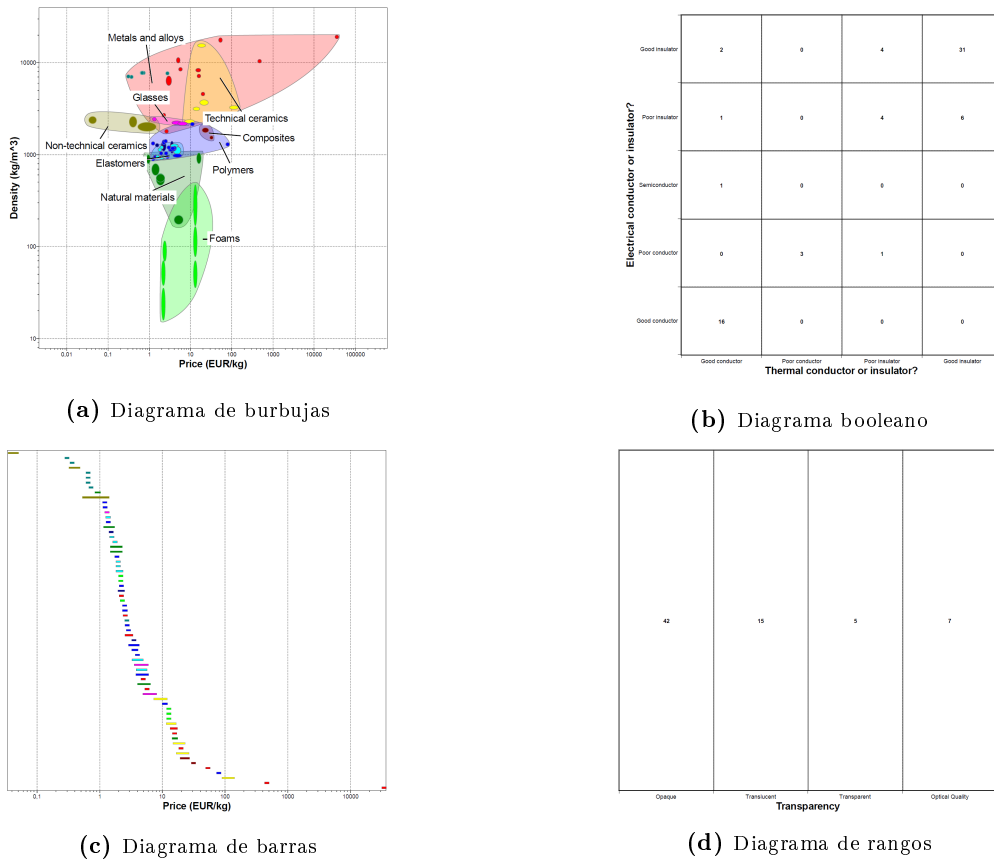 Metals and alloys
Glasses
Technical ceramics
Composites
Non-technical ceramics
Elastomers
Polymers
Natural materials
Foams
Density (kg/m^3)
10000
1000
100
10
0,01 0,1 1 10 100 1000 10000 100000
Price (EUR/kg)
(a) Diagrama de burbujas
Electrical conductor or insulator?
Good insulator 2 0 4 31
Poor insulator 1 0 4 6
Semiconductor 1 0 0 0
Poor conductor 0 3 1 0
Good conductor 16 0 0 0
Good conductor Poor conductor Poor insulator Good insulator
Thermal conductor or insulator?
(b) Diagrama booleano
0,1 1 10 100 1000 10000
Price (EUR/kg)
(c) Diagrama de barras
42 15 5 7
Opaque Translucent Transparent Optical Quality
Transparency
(d) Diagrama de rangos